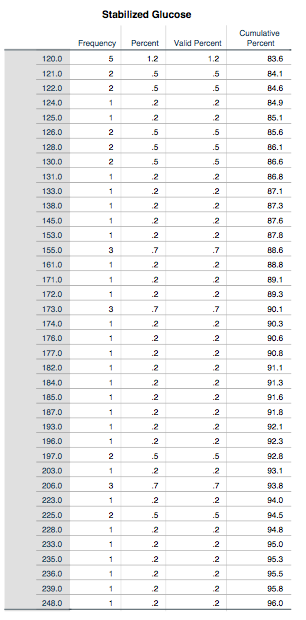 Stabilized Glucose
Frequency Percent Valid Percent Cumulative Percent
120.0 5 1.2 1.2 83.6
121.0 2 .5 .5 84.1
122.0 2 .5 .5 84.6
124.0 1 .2 .2 84.9
125.0 1 .2 .2 85.1
126.0 2 .5 .5 85.6
128.0 2 .5 .5 86.1
130.0 2 .5 .5 86.6
131.0 1 .2 .2 86.8
133.0 1 .2 .2 87.1
138.0 1 .2 .2 87.3
145.0 1 .2 .2 87.6
153.0 1 .2 .2 87.8
155.0 3 .7 .7 88.6
161.0 1 .2 .2 88.8
171.0 1 .2 .2 89.1
172.0 1 .2 .2 89.3
173.0 3 .7 .7 90.1
174.0 1 .2 .2 90.3
176.0 1 .2 .2 90.6
177.0 1 .2 .2 90.8
182.0 1 .2 .2 91.1
184.0 1 .2 .2 91.3
185.0 1 .2 .2 91.6
187.0 1 .2 .2 91.8
193.0 1 .2 .2 92.1
196.0 1 .2 .2 92.3
197.0 2 .5 .5 92.8
203.0 1 .2 .2 93.1
206.0 3 .7 .7 93.8
223.0 1 .2 .2 94.0
225.0 2 .5 .5 94.5
228.0 1 .2 .2 94.8
233.0 1 .2 .2 95.0
235.0 1 .2 .2 95.3
236.0 1 .2 .2 95.5
239.0 1 .2 .2 95.8
248.0 1 .2 .2 96.0